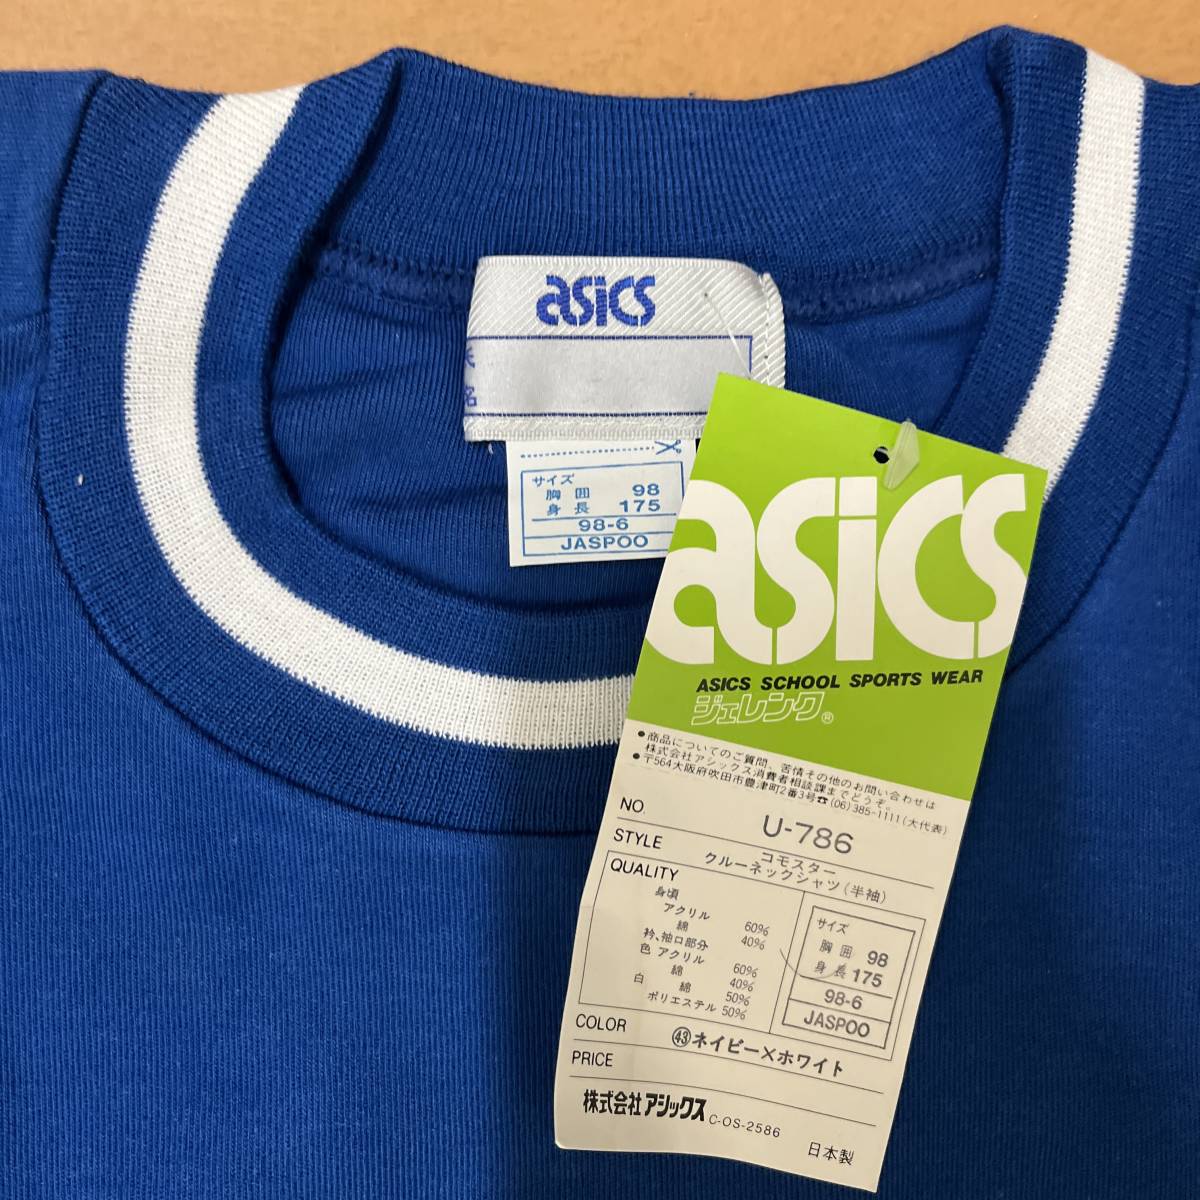 asics
サイズ
胸囲 98
身長 175
98-6
JASPOO
asics
ASICS SCHOOL SPORTS WEAR
ジェレンク®
●商品についてのご質問、苦情その他のお問い合わせは
株式会社アシックス消費者相談課までどうぞ。
●〒564大阪府吹田市豊津町2番3号☎(06)385-1111(大代表)
NO. U-786
STYLE コモスター
クルーネックシャツ(半袖)
QUALITY
身頃
アクリル 60%
綿 40%
衿、袖口部分
色 アクリル 60%
綿 40%
白 綿 50%
ポリエステル 50%
サイズ
胸囲 98
身長 175
98-6
JASPOO
COLOR ㊸ネイビー×ホワイト
PRICE
株式会社アシックス C-OS-2586
日本製